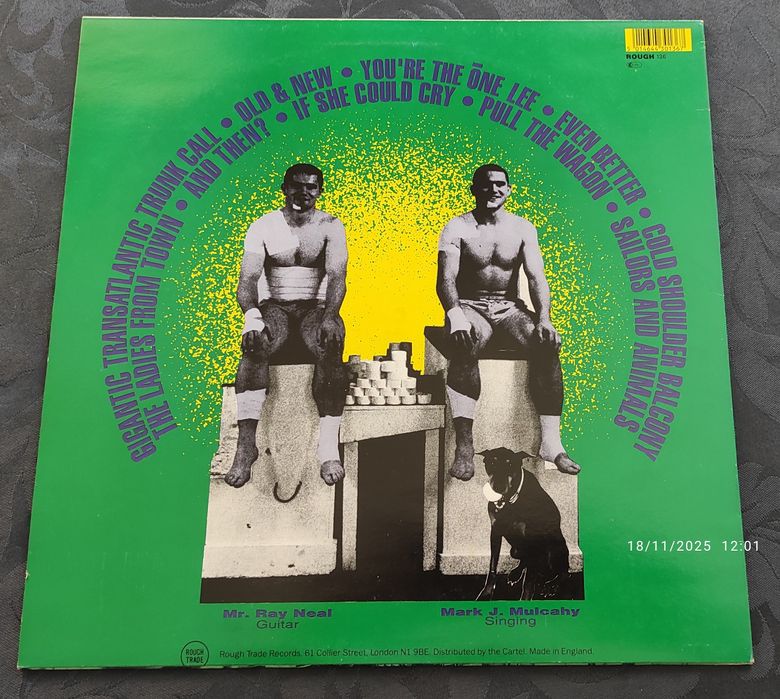 GIGANTIC TRANSATLANTIC TRUNK CALL • OLD & NEW • YOU'RE THE ŌNE LEE • EVEN BETTER • COLD SHOULDER BALCONY
THE LADIES FROM TOWN • AND THEN? • IF SHE COULD CRY • PULL THE WAGON • SAILORS AND ANIMALS
ROUGH 136
18/11/2025 12:01
Mr. Ray Neal
Guitar
Mark J. Mulcahy
Singing
ROUGH
TRADE
Rough Trade Records. 61 Collier Street, London N1 9BE. Distributed by the Cartel. Made in England.